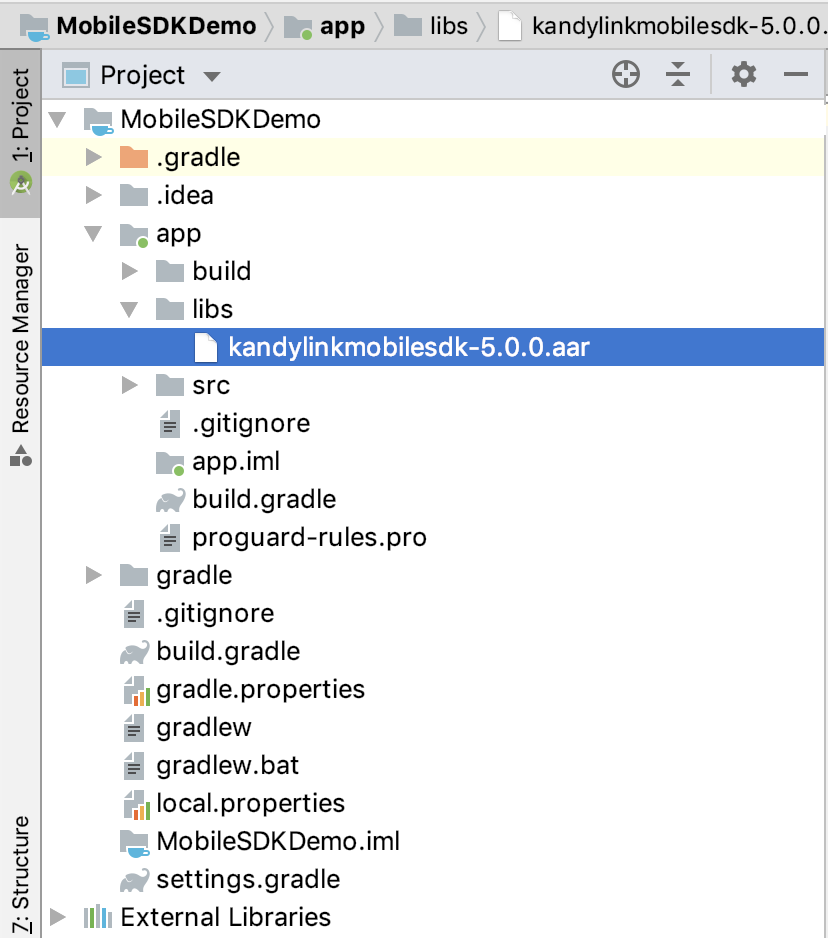 MobileSDKDemo app libs kandylinkmobilesdk-5.0.0.
Project
1: Project
Resource Manager
Z: Structure
MobileSDKDemo
.gradle
.idea
app
build
libs
kandylinkmobilesdk-5.0.0.aar
src
.gitignore
app.iml
build.gradle
proguard-rules.pro
gradle
.gitignore
build.gradle
gradle.properties
gradlew
gradlew.bat
local.properties
MobileSDKDemo.iml
settings.gradle
External Libraries